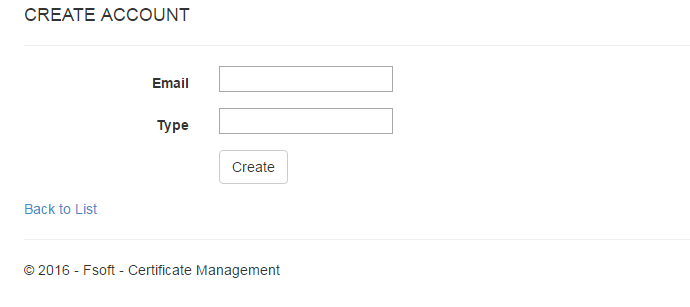 CREATE ACCOUNT
Email
Type
Create
Back to List
© 2016 - Fsoft - Certificate Management